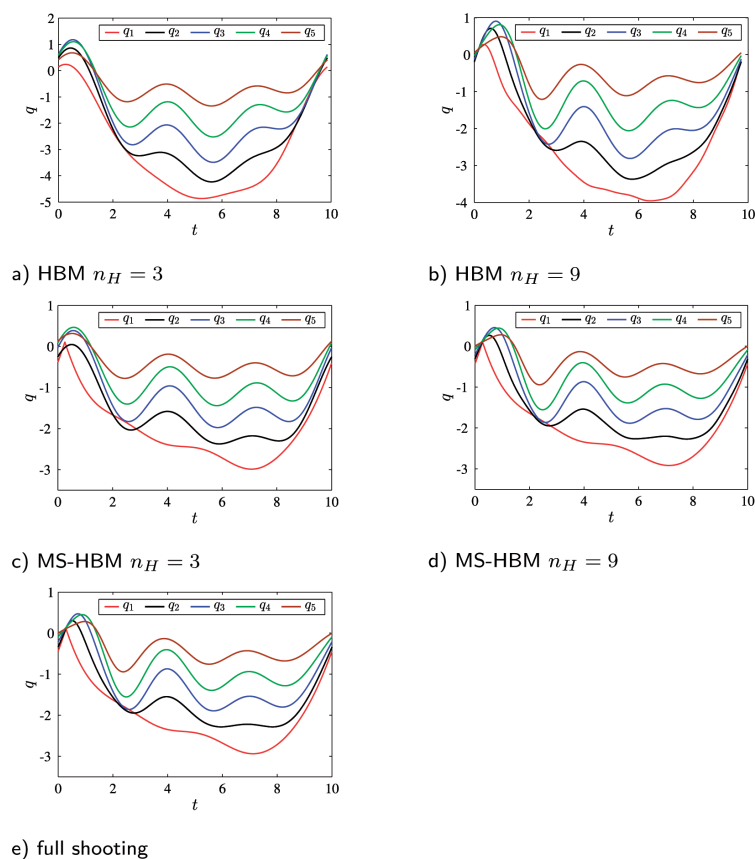 2
1
0
-1
-2
-3
-4
-5
q
q1 q2 q3 q4 q5
0 2 4 6 8 10
t
a) HBM nH = 3
1
0
-1
-2
-3
-4
q
q1 q2 q3 q4 q5
0 2 4 6 8 10
t
b) HBM nH = 9
1
0
-1
-2
-3
q
q1 q2 q3 q4 q5
0 2 4 6 8 10
t
c) MS-HBM nH = 3
1
0
-1
-2
-3
q
q1 q2 q3 q4 q5
0 2 4 6 8 10
t
d) MS-HBM nH = 9
1
0
-1
-2
-3
q
q1 q2 q3 q4 q5
0 2 4 6 8 10
t
e) full shooting